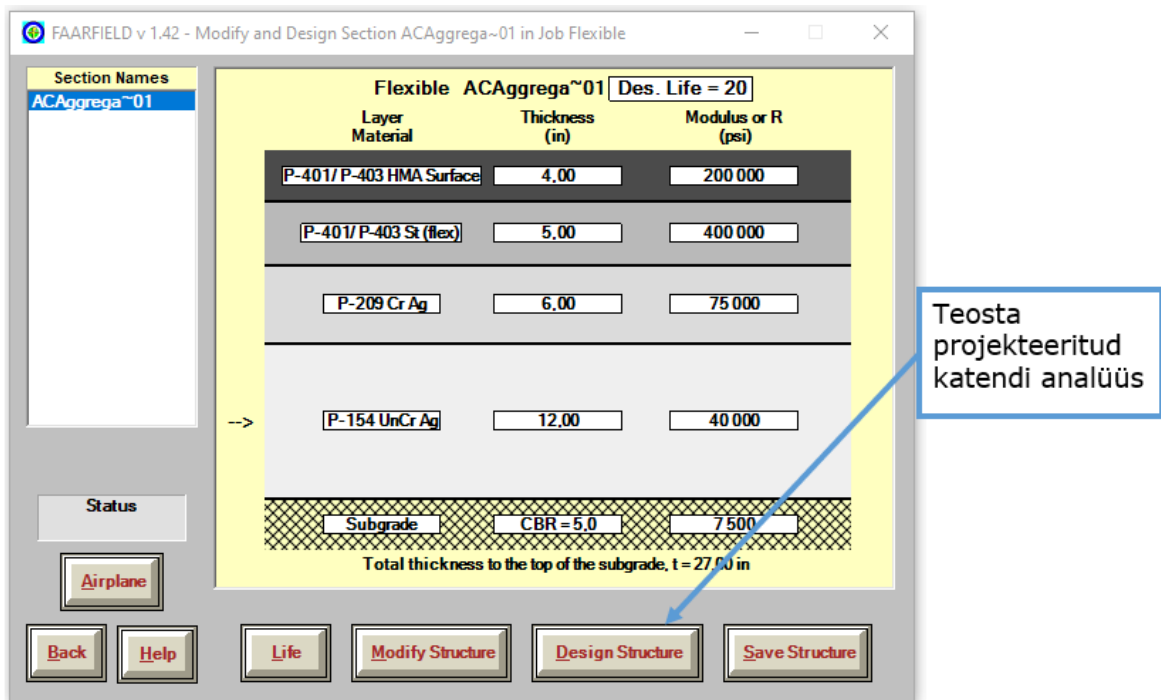 FAARFIELD v 1.42 - Modify and Design Section ACAggrega~01 in Job Flexible
Section Names
ACAggrega~01
Flexible ACAggrega~01 Des. Life = 20
Layer Material Thickness (in) Modulus or R (psi)
P-401/ P-403 HMA Surface 4,00 200 000
P-401/ P-403 St (flex) 5,00 400 000
P-209 Cr Ag 6,00 75 000
--> P-154 UnCr Ag 12,00 40 000
Subgrade CBR = 5,0 7 500
Total thickness to the top of the subgrade, t = 27,00 in
Status
Airplane
Back Help Life Modify Structure Design Structure Save Structure
Teosta
projekteeritud
katendi analüüs